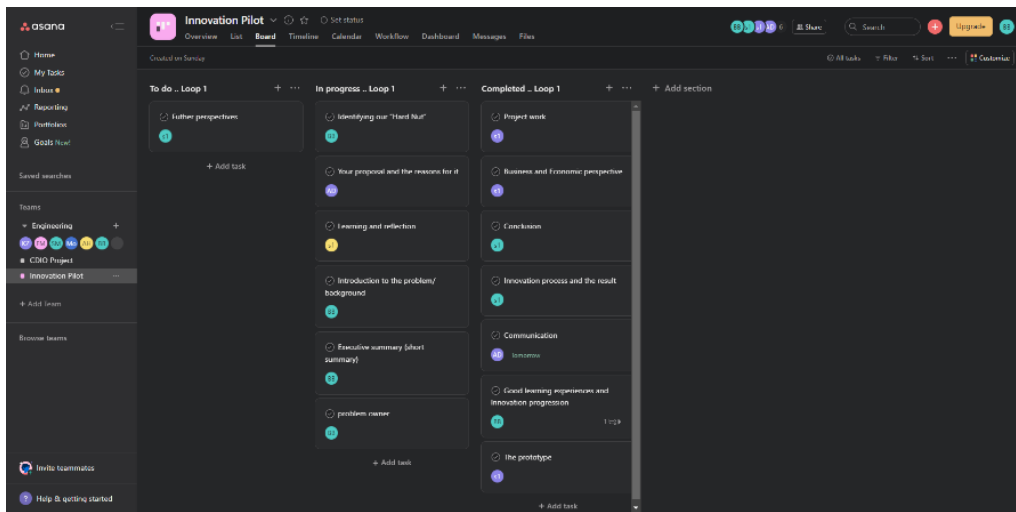 asana
Home
My Tasks
Inbox
Reporting
Portfolios
Goals New!
Saved searches
Teams
Engineering
CDIO Project
Innovation Pilot
+ Add Team
Browse teams
Invite teammates
? Help & getting started
Innovation Pilot
Set status
Overview List Board Timeline Calendar Workflow Dashboard Messages Files
6 Share Search Upgrade
Created on Sunday
All tasks Filter Sort Customize
To do .. Loop 1
Futher perspectives
+ Add task
In progress .. Loop 1
Identifying our "Hard Nut"
Your proposal and the reasons for it
AD
Learning and reflection
Introduction to the problem/
background
Executive summary (short
summary)
problem owner
+ Add task
Completed .. Loop 1
Project work
Business and Economic perspective
Conclusion
Innovation process and the result
Communication
AD Tomorrow
Good learning experiences and
Innovation progression
The prototype
+ Add task
+ Add section